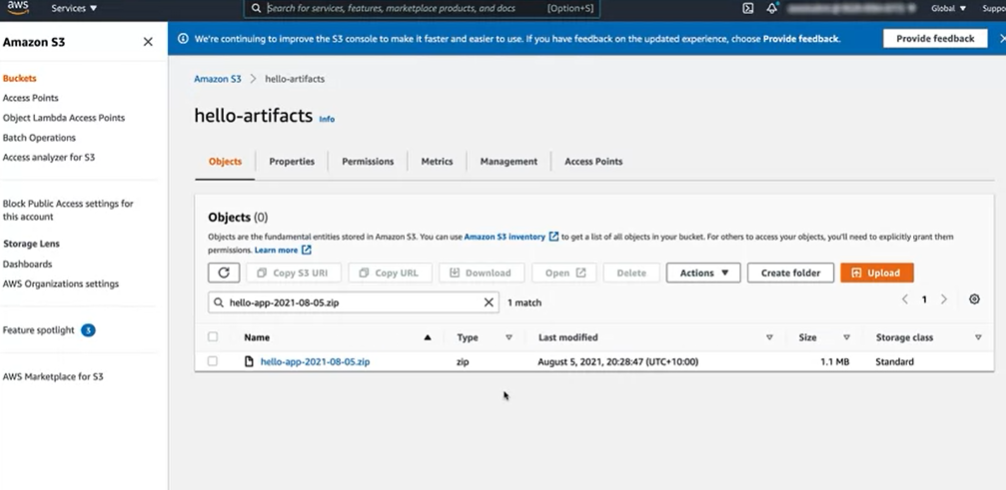 aws
Services ▼
Search for services, features, marketplace products, and docs
[Option+S]
Global ▼
Suppo
Amazon S3
Buckets
Access Points
Object Lambda Access Points
Batch Operations
Access analyzer for S3
Block Public Access settings for
this account
Storage Lens
Dashboards
AWS Organizations settings
Feature spotlight 3
AWS Marketplace for S3
We're continuing to improve the S3 console to make it faster and easier to use. If you have feedback on the updated experience, choose Provide feedback.
Provide feedback
Amazon S3 > hello-artifacts
hello-artifacts Info
Objects
Properties
Permissions
Metrics
Management
Access Points
Objects (0)
Objects are the fundamental entities stored in Amazon S3. You can use Amazon S3 inventory to get a list of all objects in your bucket. For others to access your objects, you'll need to explicitly grant them
permissions. Learn more
Copy S3 URI
Copy URL
Download
Open
Delete
Actions ▼
Create folder
Upload
hello-app-2021-08-05.zip
1 match
1
Name
Type
Last modified
Size
Storage class
hello-app-2021-08-05.zip
zip
August 5, 2021, 20:28:47 (UTC+10:00)
1.1 MB
Standard